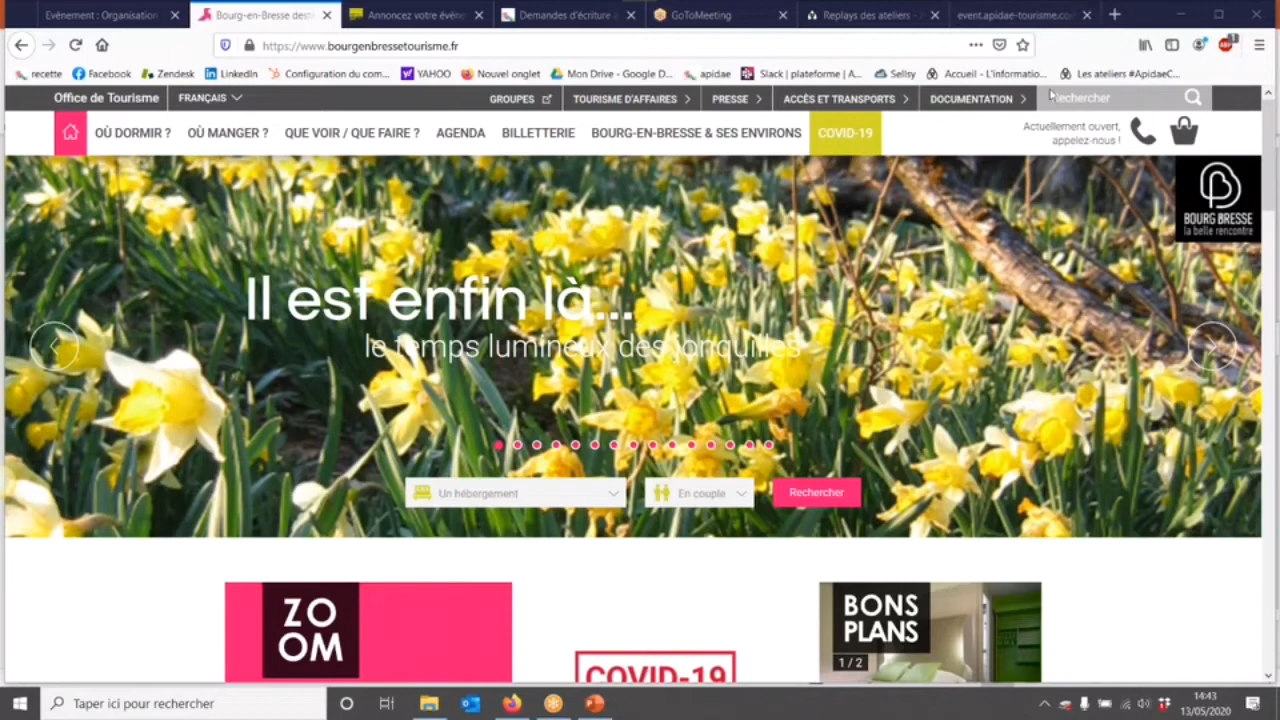 Evènement : Organisation
Bourg-en-Bresse dest
Annoncez votre évène
Demandes d'écriture
GoToMeeting
Replays des ateliers -
event.apidae-tourisme.co
https://www.bourgenbressetourisme.fr
recette
Facebook
Zendesk
LinkedIn
Configuration du com...
YAHOO
Nouvel onglet
Mon Drive - Google D...
apidae
Slack | plateforme | A...
Sellsy
Accueil - L'informatio...
Les ateliers #ApidaeC...
Office de Tourisme
FRANÇAIS
GROUPES
TOURISME D'AFFAIRES
PRESSE
ACCÈS ET TRANSPORTS
DOCUMENTATION
Rechercher
OÙ DORMIR ?
OÙ MANGER ?
QUE VOIR / QUE FAIRE ?
AGENDA
BILLETTERIE
BOURG-EN-BRESSE & SES ENVIRONS
COVID-19
Actuellement ouvert,
appelez-nous !
BOURG BRESSE
la belle rencontre
Il est enfin là...
le temps lumineux des jonquilles
Un hébergement
En couple
Rechercher
ZO
OM
COVID-19
BONS
PLANS
1 / 2
Taper ici pour rechercher
14:43
13/05/2020